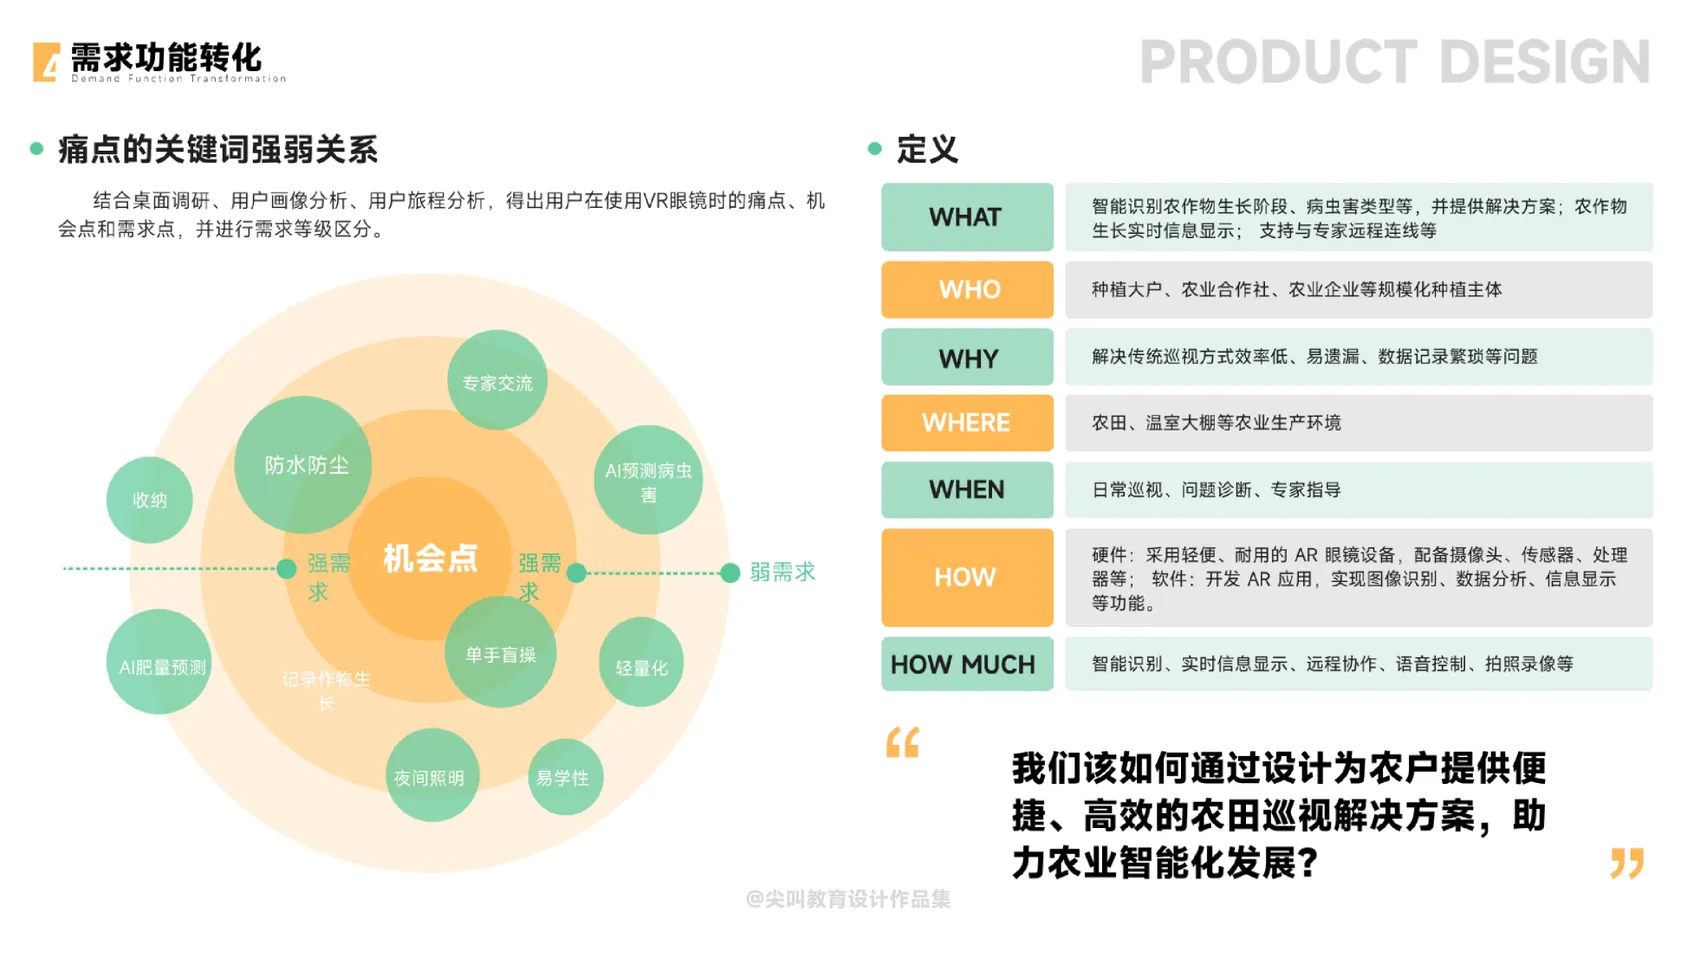 4
需求功能转化
Demand Function Transformation
PRODUCT DESIGN
痛点的关键词强弱关系
结合桌面调研、用户画像分析、用户旅程分析，得出用户在使用VR眼镜时的痛点、机
会点和需求点，并进行需求等级区分。
专家交流
防水防尘
AI预测病虫
害
收纳
机会点
强需
求
强需
求
弱需求
AI肥量预测
记录作物生
长
单手盲操
轻量化
夜间照明
易学性
定义
WHAT
智能识别农作物生长阶段、病虫害类型等，并提供解决方案；农作物
生长实时信息显示； 支持与专家远程连线等
WHO
种植大户、农业合作社、农业企业等规模化种植主体
WHY
解决传统巡视方式效率低、易遗漏、数据记录繁琐等问题
WHERE
农田、温室大棚等农业生产环境
WHEN
日常巡视、问题诊断、专家指导
HOW
硬件：采用轻便、耐用的 AR 眼镜设备，配备摄像头、传感器、处理
器等； 软件：开发 AR 应用，实现图像识别、数据分析、信息显示
等功能。
HOW MUCH
智能识别、实时信息显示、远程协作、语音控制、拍照录像等
“
我们该如何通过设计为农户提供便
捷、高效的农田巡视解决方案，助
力农业智能化发展？
”
@尖叫教育设计作品集